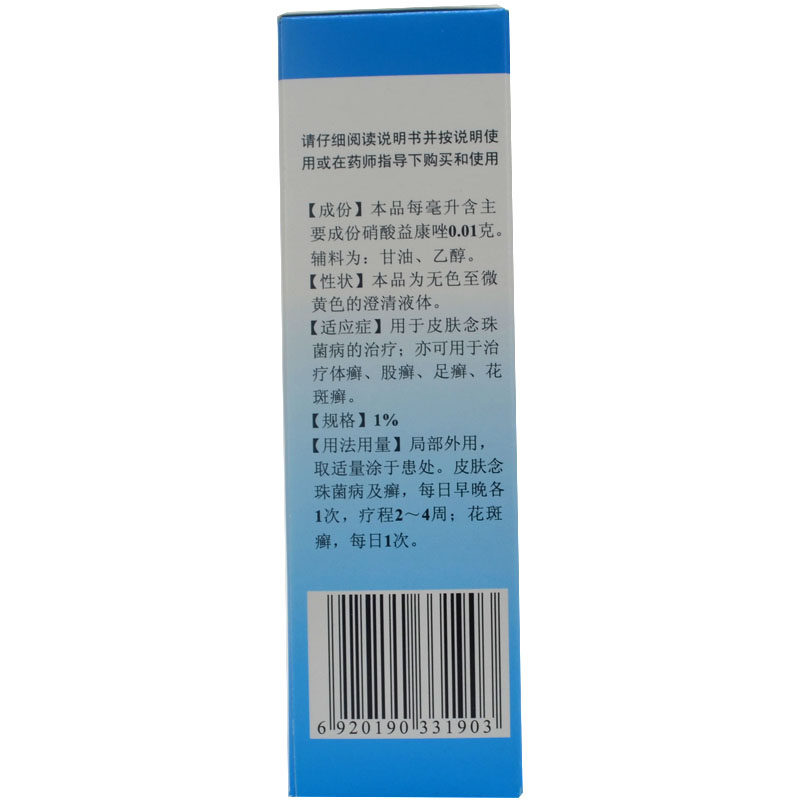 请仔细阅读说明书并按说明使
用或在药师指导下购买和使用
【成份】本品每毫升含主
要成份硝酸益康唑0.01克。
辅料为：甘油、乙醇。
【性状】本品为无色至微
黄色的澄清液体。
【适应症】用于皮肤念珠
菌病的治疗；亦可用于治
疗体癣、股癣、足癣、花
斑癣。
【规格】1%
【用法用量】局部外用，
取适量涂于患处。皮肤念
珠菌病及癣，每日早晚各
1次，疗程2～4周；花斑
癣，每日1次。
6 920190 331903